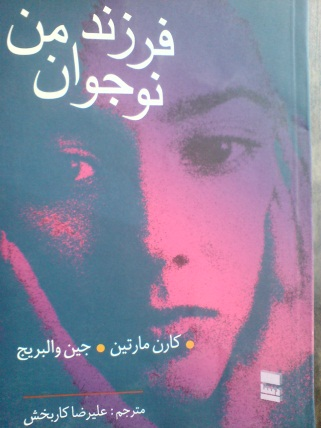 فرزند من
نوجوان
• کارن مارتین • جین والبریج
مترجم : علیرضا کاربخش